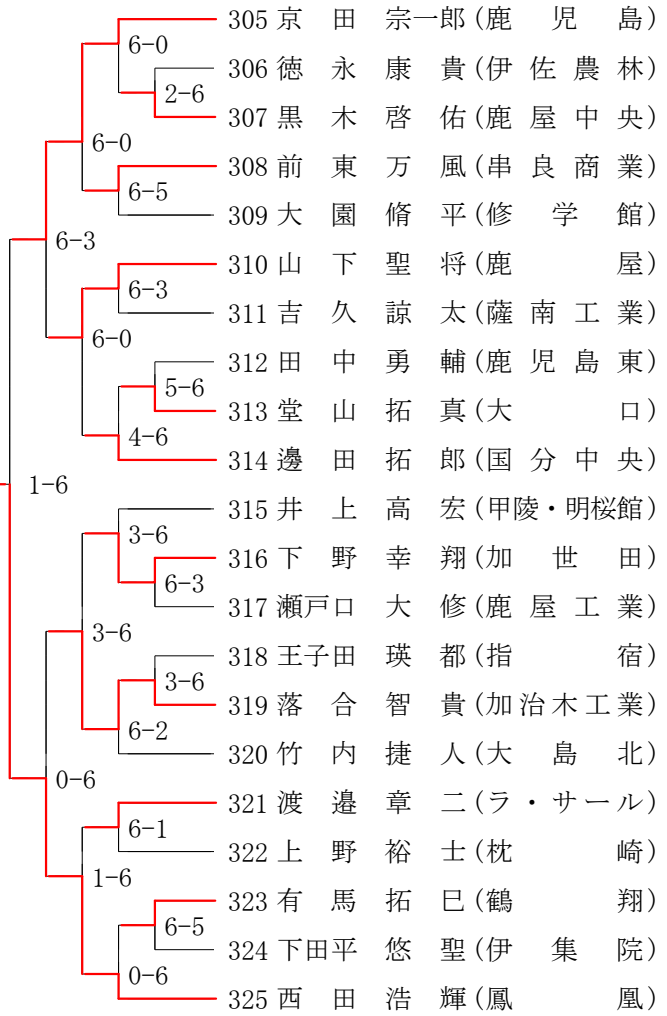 305 京田 宗一郎 (鹿児島)
6-0
306 徳永 康貴 (伊佐農林)
2-6
307 黒木 啓佑 (鹿屋中央)
6-0
308 前東 万風 (串良商業)
6-5
309 大園 脩平 (修学館)
6-3
310 山下 聖将 (鹿屋)
6-3
311 吉久 諒太 (薩南工業)
6-0
312 田中 勇輔 (鹿児島東)
5-6
313 堂山 拓真 (大口)
4-6
314 邊田 拓郎 (国分中央)
1-6
315 井上 高宏 (甲陵・明桜館)
3-6
316 下野 幸翔 (加世田)
6-3
317 瀬戸口 大修 (鹿屋工業)
3-6
318 王子田 瑛都 (指宿)
3-6
319 落合 智貴 (加治木工業)
6-2
320 竹内 捷人 (大島北)
0-6
321 渡邉 章二 (ラ・サール)
6-1
322 上野 裕士 (枕崎)
1-6
323 有馬 拓巳 (鶴翔)
6-5
324 下田平 悠聖 (伊集院)
0-6
325 西田 浩輝 (鳳凰)